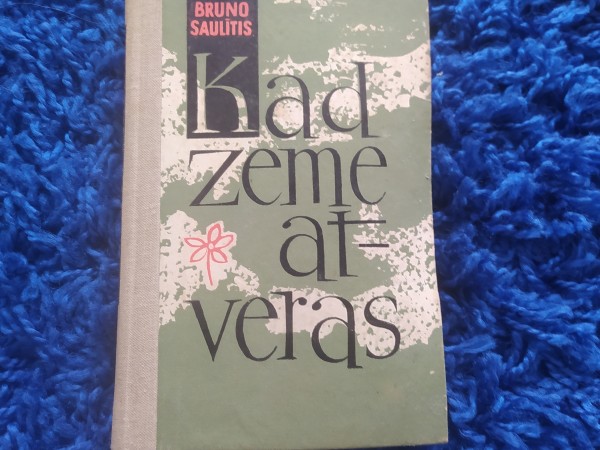 BRUNO
SAULĪTIS
Kad
zeme
at-
veras